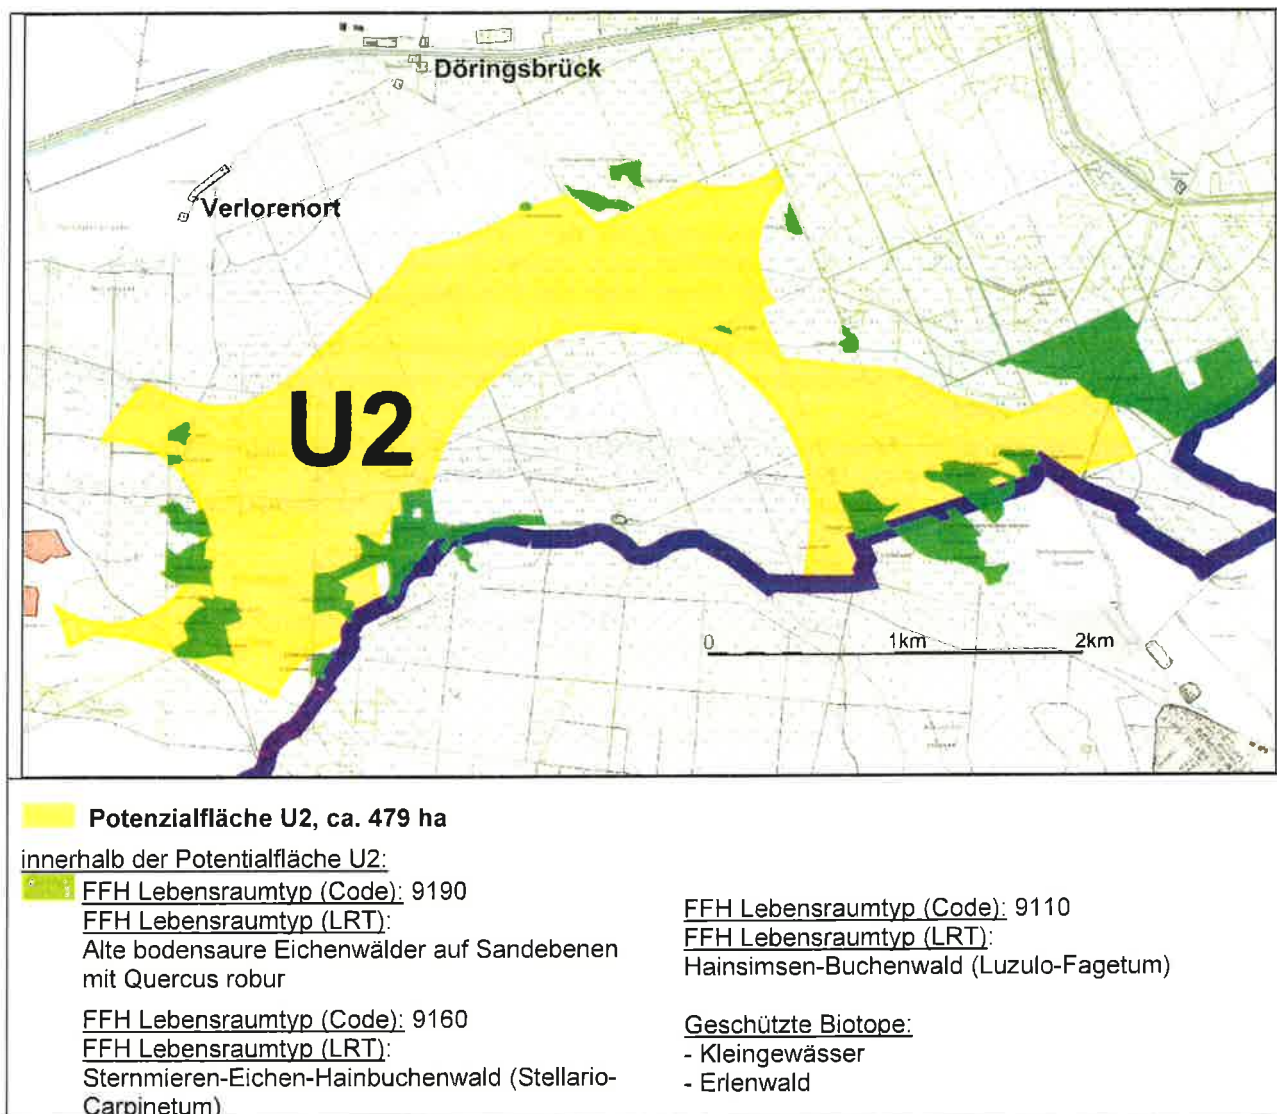 Döringsbrück
Verlorenort
U2
0 1km 2km
Potenzialfläche U2, ca. 479 ha
innerhalb der Potentialfläche U2:
FFH Lebensraumtyp (Code): 9190
FFH Lebensraumtyp (LRT):
Alte bodensaure Eichenwälder auf Sandebenen
mit Quercus robur
FFH Lebensraumtyp (Code): 9160
FFH Lebensraumtyp (LRT):
Sternmieren-Eichen-Hainbuchenwald (Stellario-
Carpinetum)
FFH Lebensraumtyp (Code): 9110
FFH Lebensraumtyp (LRT):
Hainsimsen-Buchenwald (Luzulo-Fagetum)
Geschützte Biotope:
- Kleingewässer
- Erlenwald